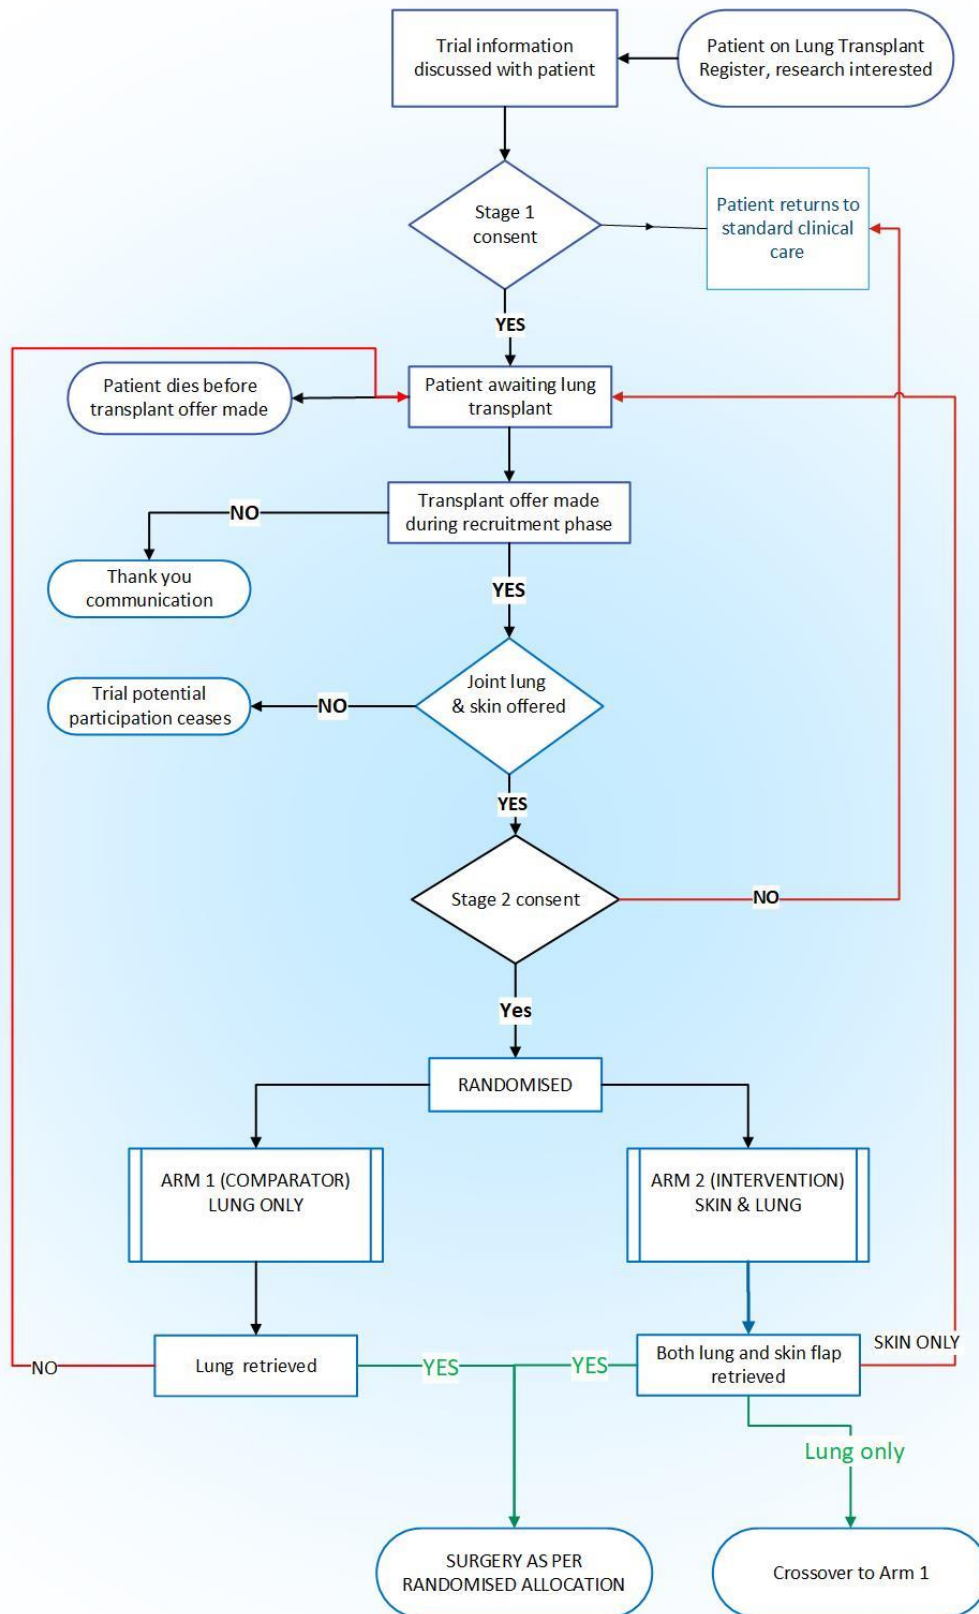 Trial information
discussed with patient
Patient on Lung Transplant
Register, research interested
Stage 1
consent
Patient returns to
standard clinical
care
YES
Patient dies before
transplant offer made
Patient awaiting lung
transplant
Transplant offer made
during recruitment phase
NO
Thank you
communication
YES
Joint lung
& skin offered
NO
Trial potential
participation ceases
YES
Stage 2 consent
NO
Yes
RANDOMISED
ARM 1 (COMPARATOR)
LUNG ONLY
ARM 2 (INTERVENTION)
SKIN & LUNG
NO
Lung retrieved
YES
YES
Both lung and skin flap
retrieved
SKIN ONLY
Lung only
SURGERY AS PER
RANDOMISED ALLOCATION
Crossover to Arm 1